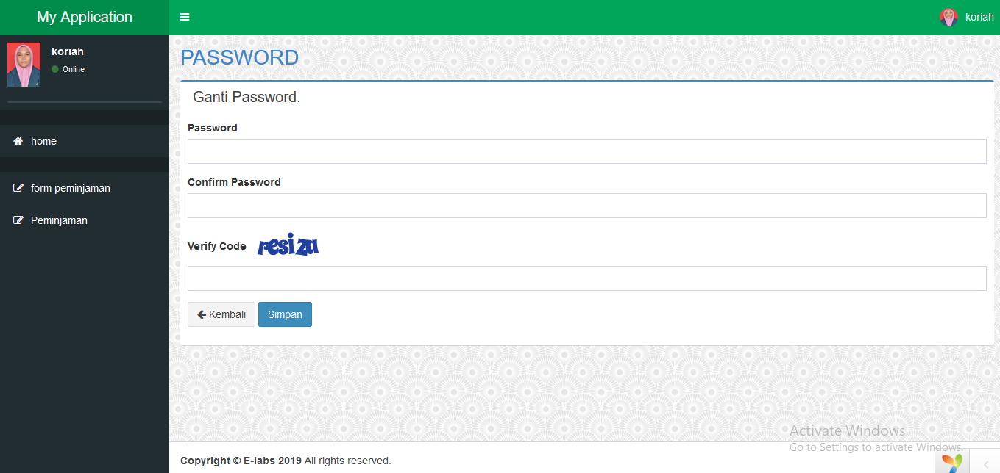 My Application
koriah
koriah
Online
home
form peminjaman
Peminjaman
PASSWORD
Ganti Password.
Password
Confirm Password
Verify Code resizu
Kembali Simpan
Activate Windows
Go to Settings to activate Windows.
Copyright © E-labs 2019 All rights reserved.